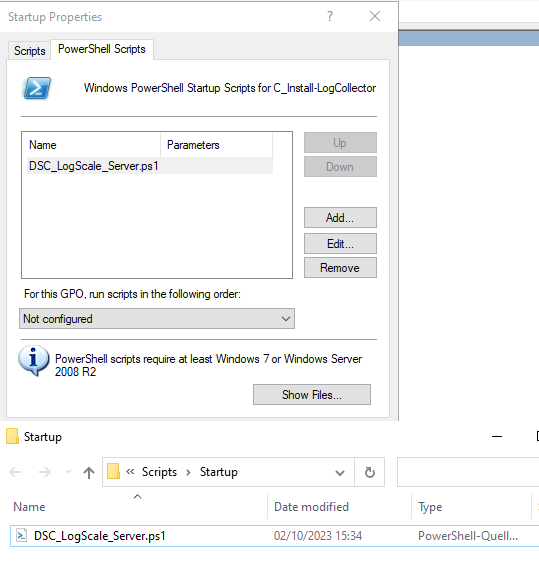 Startup Properties
?
Scripts
PowerShell Scripts
Windows PowerShell Startup Scripts for C_Install-LogCollector
Name
Parameters
Up
DSC_LogScale_Server.ps1
Down
Add...
Edit...
Remove
For this GPO, run scripts in the following order:
Not configured
PowerShell scripts require at least Windows 7 or Windows Server
2008 R2
Show Files...
Startup
« Scripts > Startup
Name
Date modified
Type
DSC_LogScale_Server.ps1
02/10/2023 15:34
PowerShell-Quell...